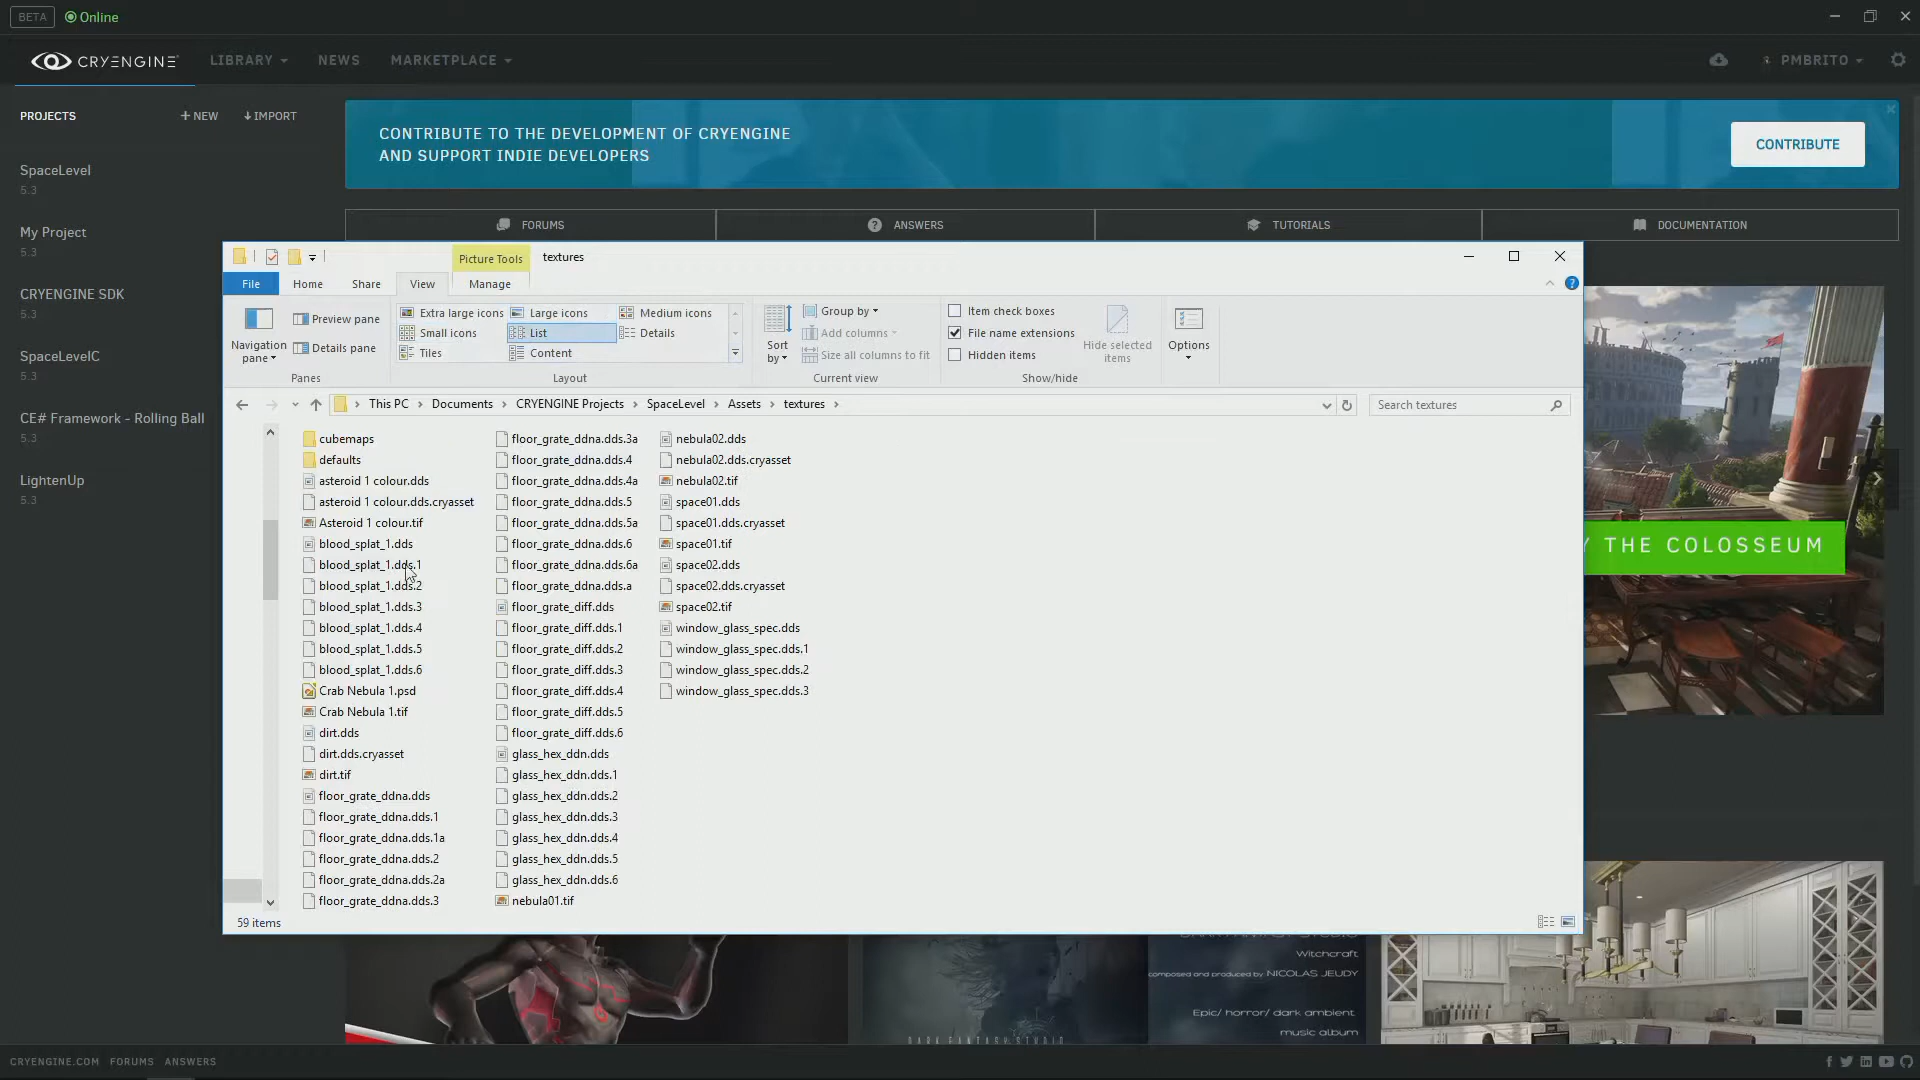 BETA
Online
CRYENGINE
LIBRARY
NEWS
MARKETPLACE
PMBRITO
PROJECTS
NEW
IMPORT
SpaceLevel
5.3
My Project
5.3
CRYENGINE SDK
5.3
SpaceLevelC
5.3
CE# Framework - Rolling Ball
5.3
LightenUp
5.3
CONTRIBUTE TO THE DEVELOPMENT OF CRYENGINE
AND SUPPORT INDIE DEVELOPERS
CONTRIBUTE
FORUMS
ANSWERS
TUTORIALS
DOCUMENTATION
Picture Tools
textures
File
Home
Share
View
Manage
Navigation
pane
Preview pane
Details pane
Panes
Extra large icons
Large icons
Medium icons
Small icons
List
Details
Tiles
Content
Layout
Sort
by
Group by
Add columns
Size all columns to fit
Current view
Item check boxes
File name extensions
Hidden items
Hide selected
items
Show/hide
Options
This PC
Documents
CRYENGINE Projects
SpaceLevel
Assets
textures
Search textures
cubemaps
defaults
asteroid 1 colour.dds
asteroid 1 colour.dds.cryasset
Asteroid 1 colour.tif
blood_splat_1.dds
blood_splat_1.dds.1
blood_splat_1.dds.2
blood_splat_1.dds.3
blood_splat_1.dds.4
blood_splat_1.dds.5
blood_splat_1.dds.6
Crab Nebula 1.psd
Crab Nebula 1.tif
dirt.dds
dirt.dds.cryasset
dirt.tif
floor_grate_ddna.dds
floor_grate_ddna.dds.1
floor_grate_ddna.dds.1a
floor_grate_ddna.dds.2
floor_grate_ddna.dds.2a
floor_grate_ddna.dds.3
floor_grate_ddna.dds.3a
floor_grate_ddna.dds.4
floor_grate_ddna.dds.4a
floor_grate_ddna.dds.5
floor_grate_ddna.dds.5a
floor_grate_ddna.dds.6
floor_grate_ddna.dds.6a
floor_grate_ddna.dds.a
floor_grate_diff.dds
floor_grate_diff.dds.1
floor_grate_diff.dds.2
floor_grate_diff.dds.3
floor_grate_diff.dds.4
floor_grate_diff.dds.5
floor_grate_diff.dds.6
glass_hex_ddn.dds
glass_hex_ddn.dds.1
glass_hex_ddn.dds.2
glass_hex_ddn.dds.3
glass_hex_ddn.dds.4
glass_hex_ddn.dds.5
glass_hex_ddn.dds.6
nebula01.tif
nebula02.dds
nebula02.dds.cryasset
nebula02.tif
space01.dds
space01.dds.cryasset
space01.tif
space02.dds
space02.dds.cryasset
space02.tif
window_glass_spec.dds
window_glass_spec.dds.1
window_glass_spec.dds.2
window_glass_spec.dds.3
59 items
THE COLOSSEUM
DARK FANTASY STUDIO
Witchcraft
composed and produced by NICOLAS JEUDY
Epic/ horror/ dark ambient
music album
DARK FANTASY STUDIO
CRYENGINE.COM
FORUMS
ANSWERS